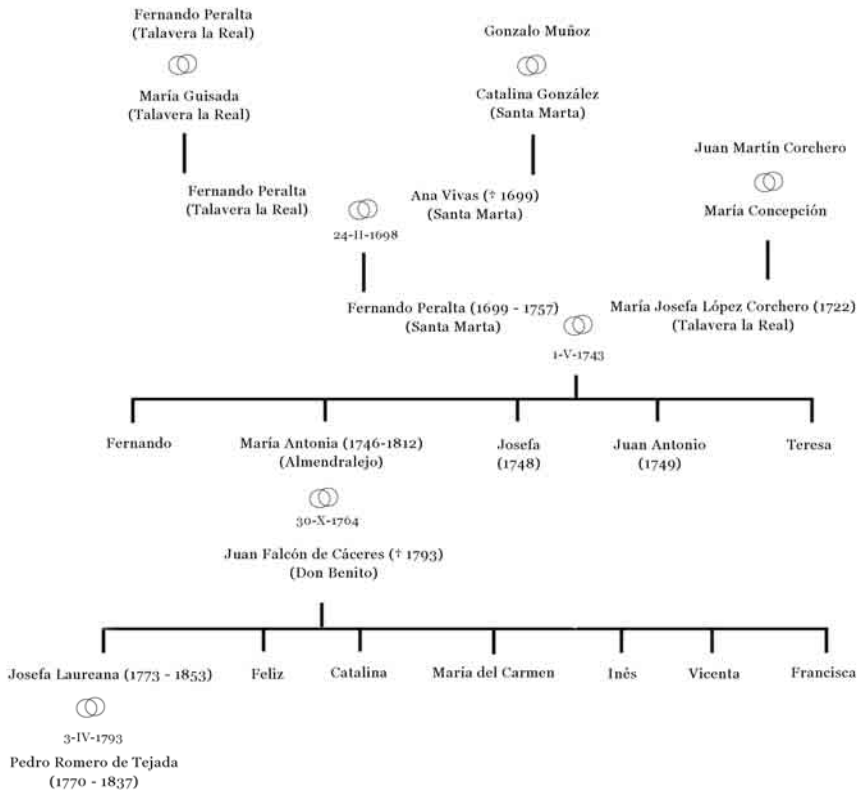 Fernando Peralta
(Talavera la Real)
María Guisada
(Talavera la Real)
Gonzalo Muñoz
Catalina González
(Santa Marta)
Juan Martín Corchero
María Concepción
Fernando Peralta
(Talavera la Real)
24-II-1698
Ana Vivas († 1699)
(Santa Marta)
Fernando Peralta (1699 - 1757)
(Santa Marta)
1-V-1743
María Josefa López Corchero (1722)
(Talavera la Real)
Fernando
María Antonia (1746-1812)
(Almendralejo)
Josefa
(1748)
Juan Antonio
(1749)
Teresa
30-X-1764
Juan Falcón de Cáceres († 1793)
(Don Benito)
Josefa Laureana (1773 - 1853)
Feliz
Catalina
María del Carmen
Inés
Vicenta
Francisca
3-IV-1793
Pedro Romero de Tejada
(1770 - 1837)